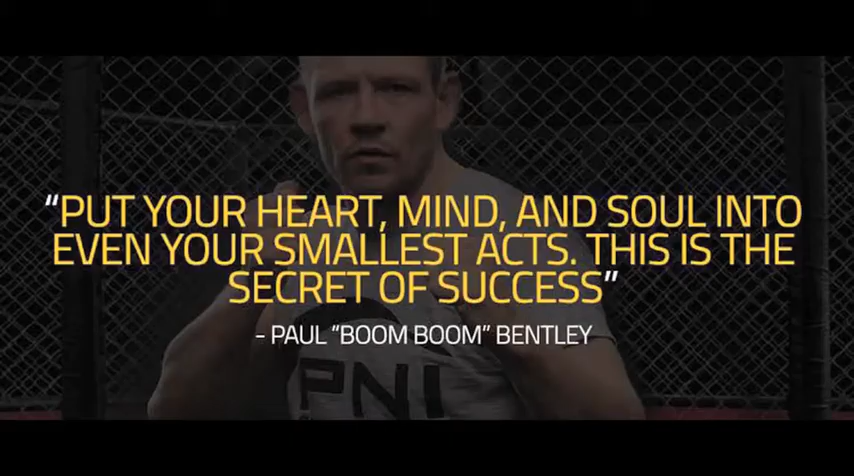 “PUT YOUR HEART, MIND, AND SOUL INTO
EVEN YOUR SMALLEST ACTS. THIS IS THE
SECRET OF SUCCESS”
- PAUL “BOOM BOOM” BENTLEY
PNI